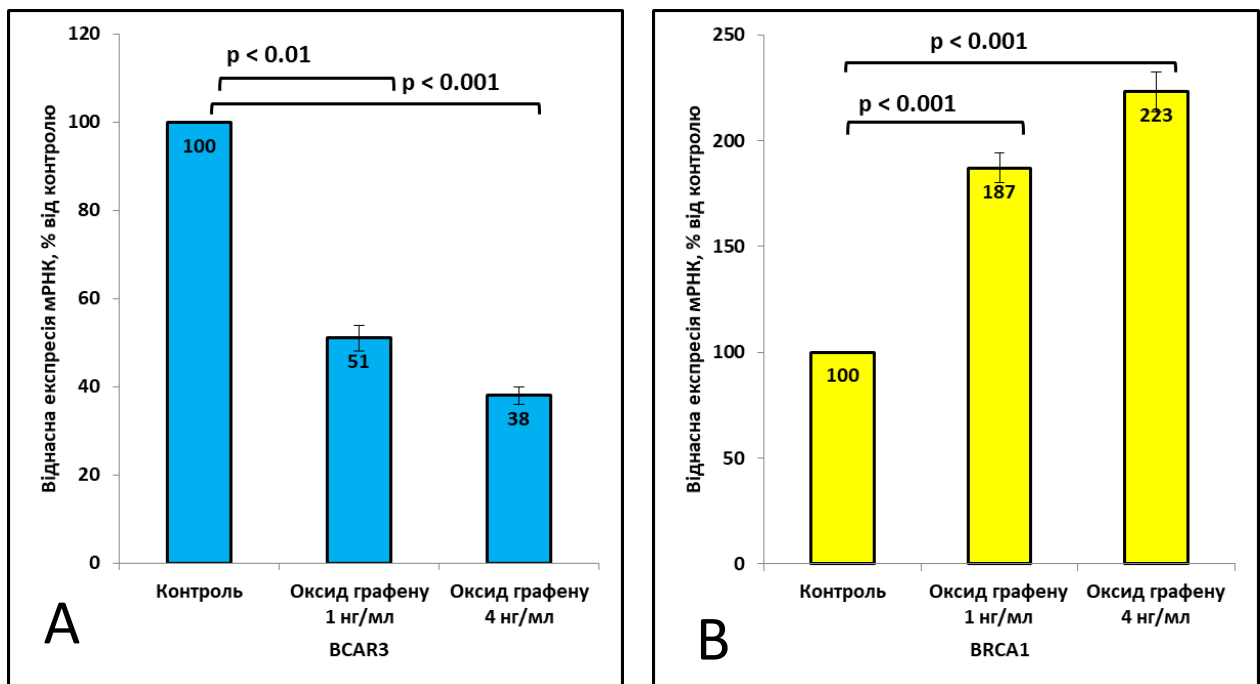 120
100
80
60
40
20
0
Віднасна експресія мРНК, % від контролю
p < 0.01
p < 0.001
100
51
38
Контроль
Оксид графену
1 нг/мл
Оксид графену
4 нг/мл
BCAR3
A
250
200
150
100
50
0
Віднасна експресія мРНК, % від контролю
p < 0.001
p < 0.001
100
187
223
Контроль
Оксид графену
1 нг/мл
Оксид графену
4 нг/мл
BRCA1
B